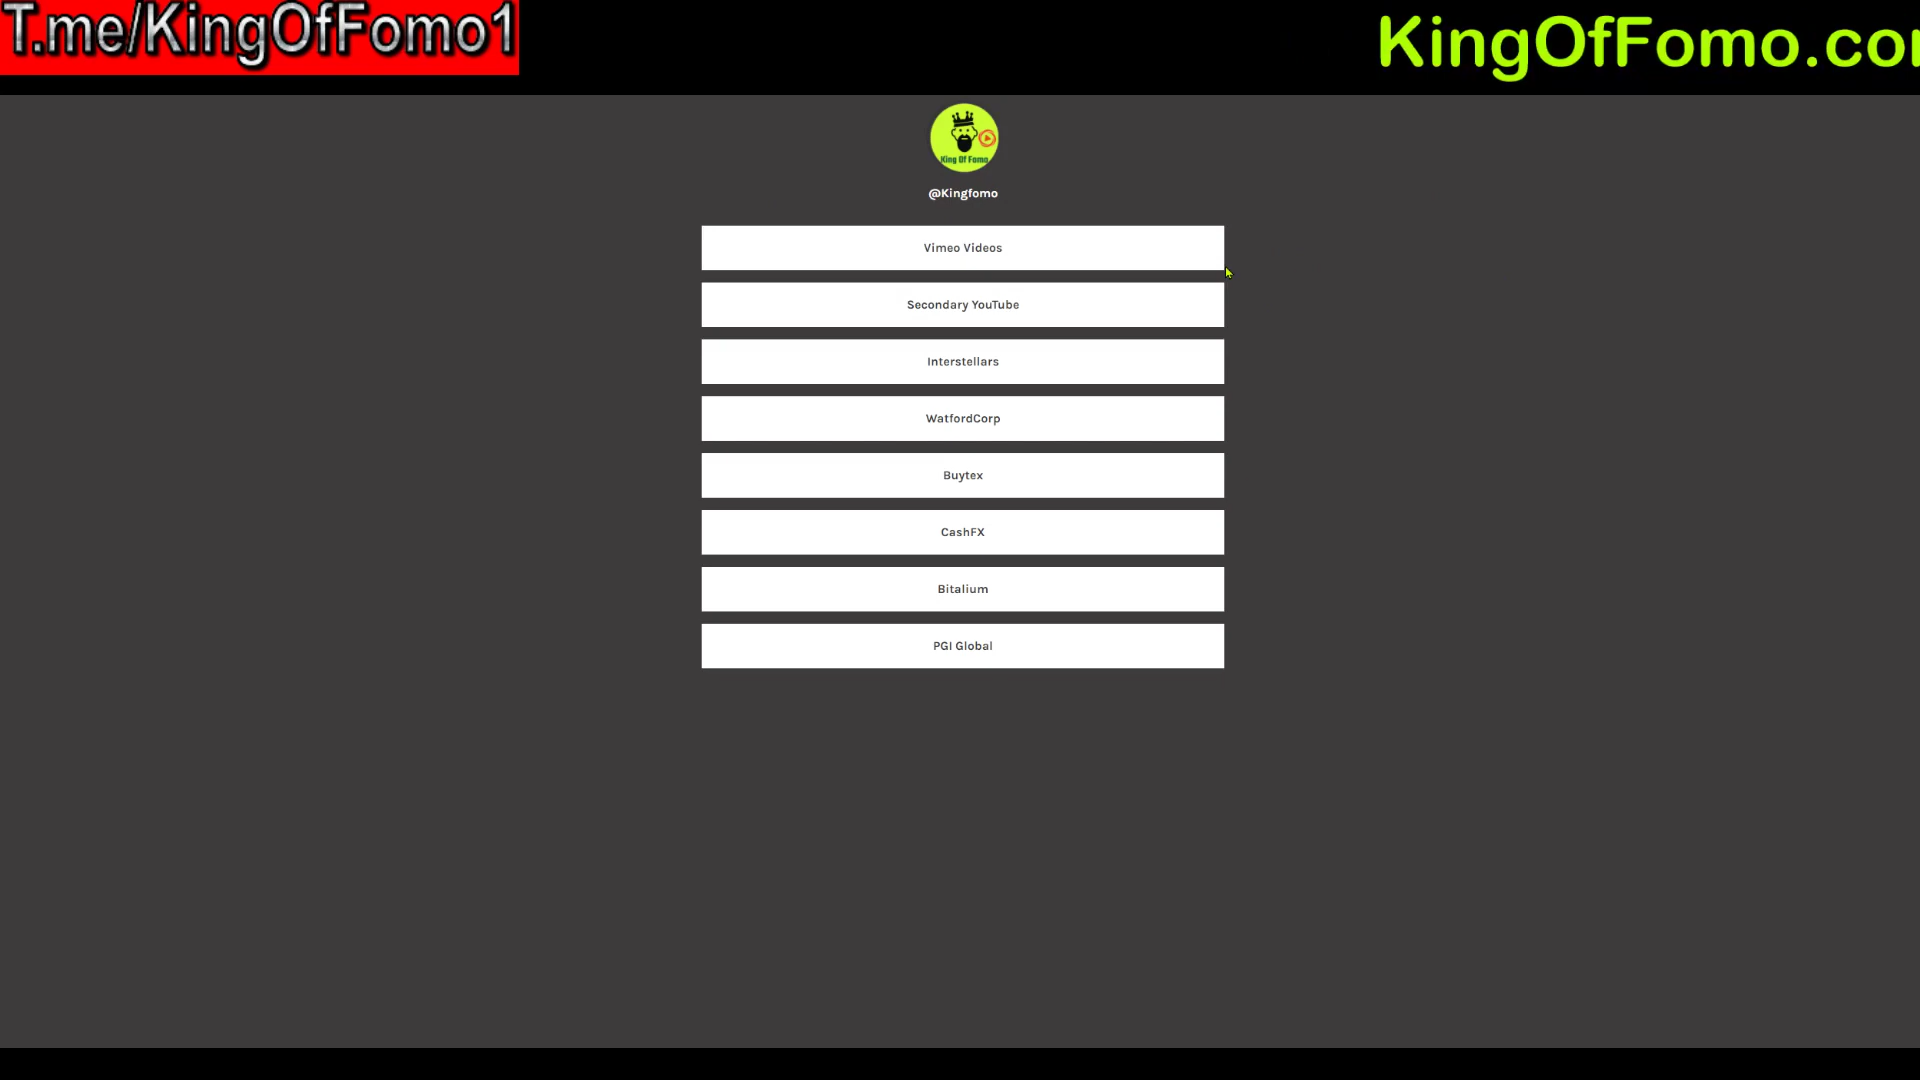 T.me/KingOfFomo1
KingOfFomo.co
King Of Fomo
@Kingfomo
Vimeo Videos
Secondary YouTube
Interstellars
WatfordCorp
Buytex
CashFX
Bitalium
PGI Global